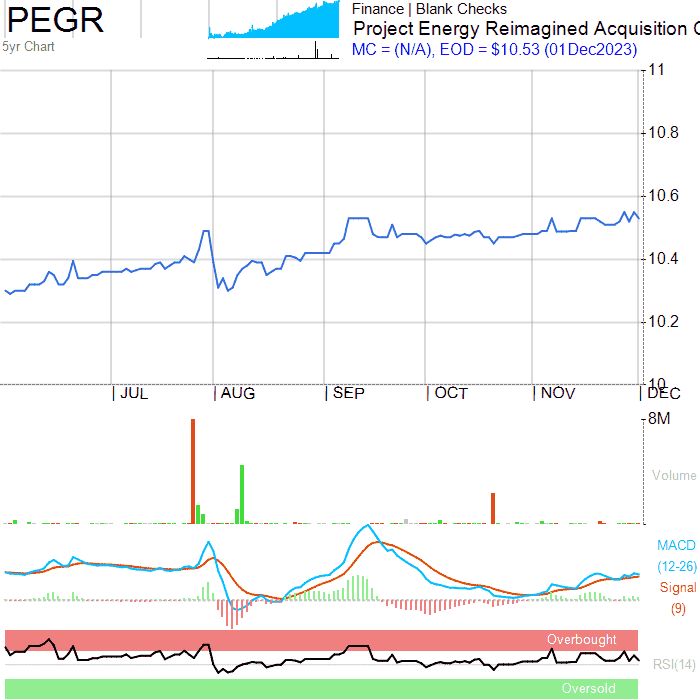 PEGR
5yr Chart
Finance | Blank Checks
Project Energy Reimagined Acquisition C
MC = (N/A), EOD = $10.53 (01Dec2023)
11
10.8
10.6
10.4
10.2
10
| JUL | AUG | SEP | OCT | NOV | DEC
8M
Volume
MACD
(12-26)
Signal
(9)
Overbought
RSI(14)
Oversold